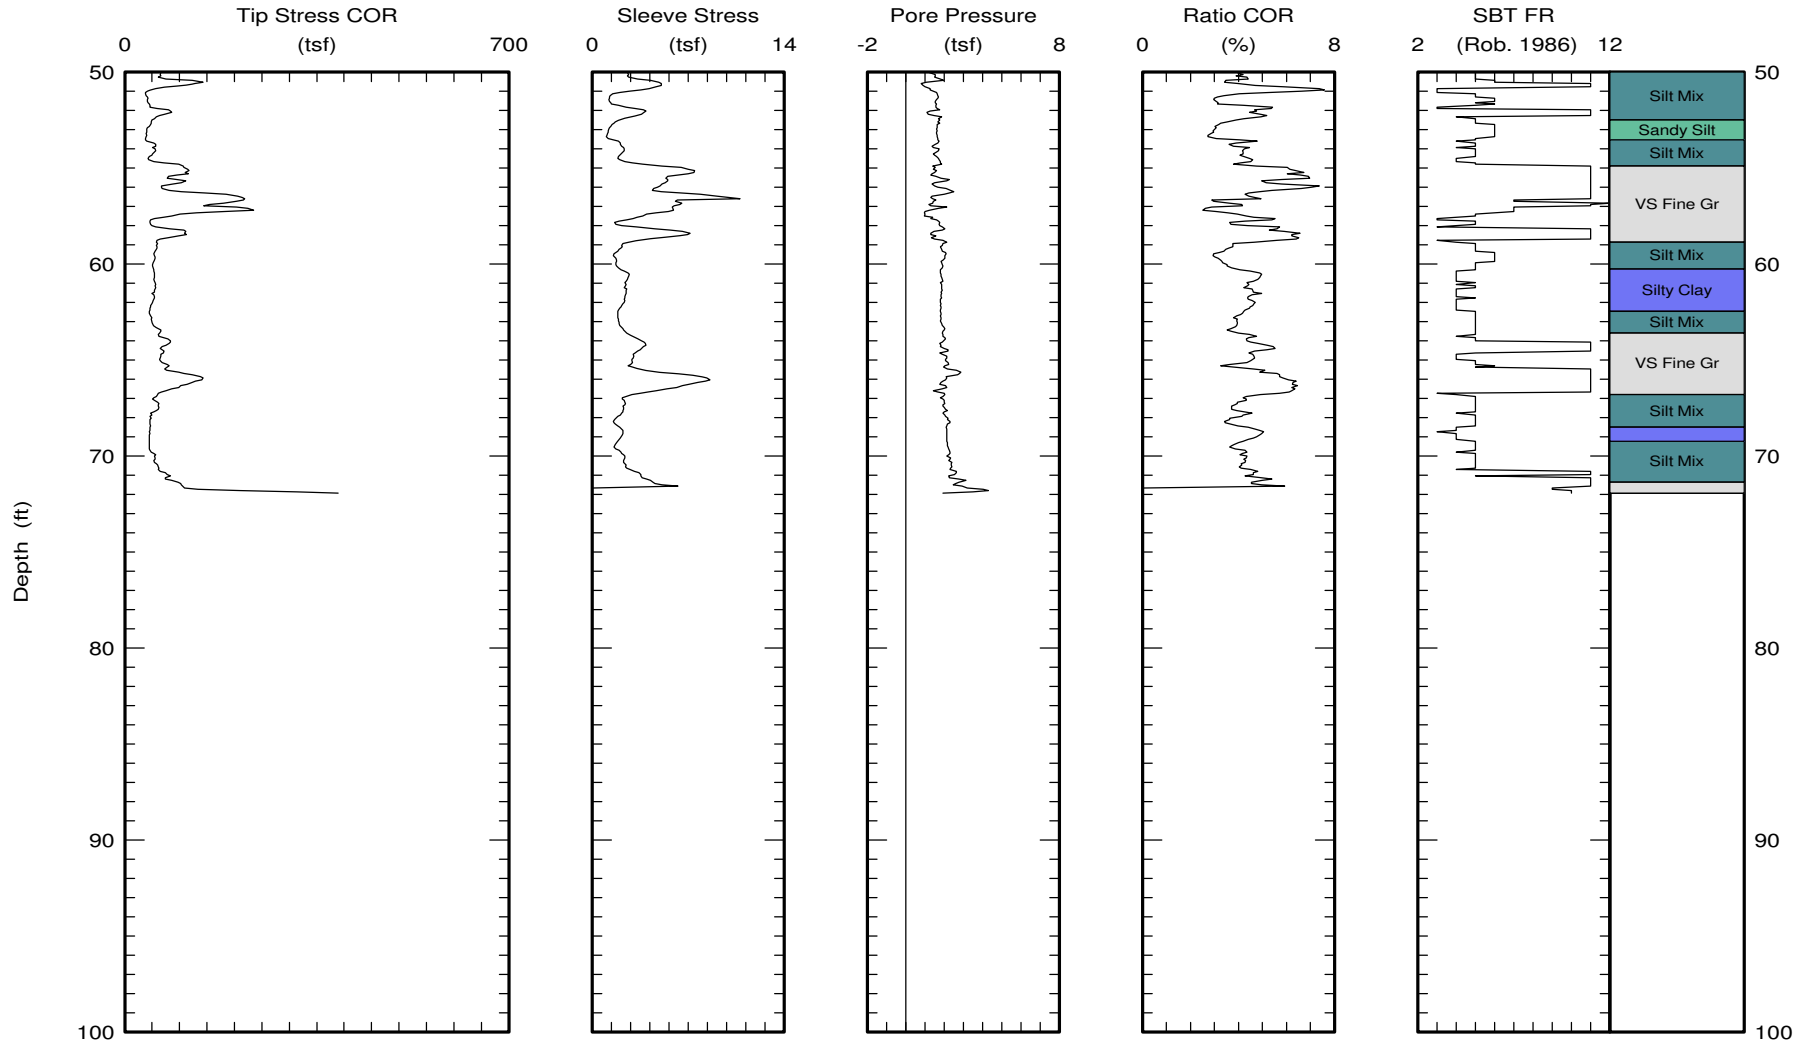 Tip Stress COR Sleeve Stress Pore Pressure Ratio COR SBT FR
0 (tsf) 700 0 (tsf) 14 -2 (tsf) 8 0 (%) 8 2 (Rob. 1986) 12
50 50
Silt Mix
Sandy Silt
Silt Mix
VS Fine Gr
Silt Mix
60 60
Silty Clay
Silt Mix
VS Fine Gr
Silt Mix
70 Silt Mix 70
Depth (ft)
80 80
90 90
100 100